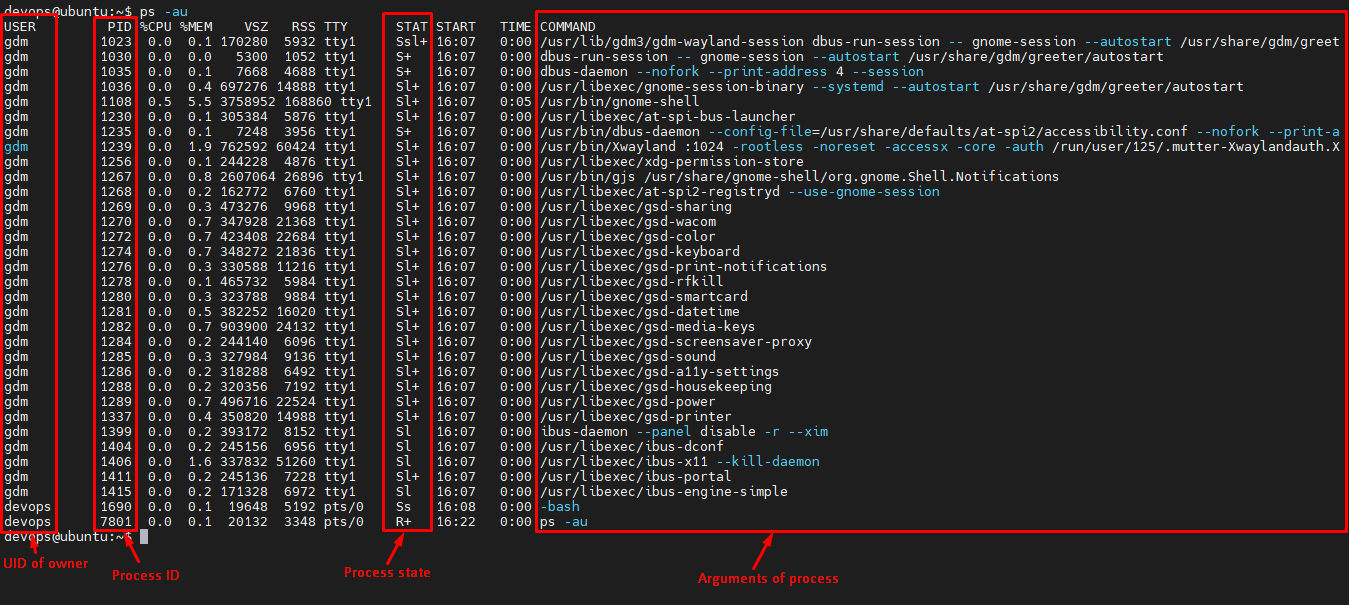 devops@ubuntu:~$ ps -au
USER PID %CPU %MEM VSZ RSS TTY STAT START TIME COMMAND
gdm 1023 0.0 0.1 170280 5932 tty1 Ssl+ 16:07 0:00 /usr/lib/gdm3/gdm-wayland-session dbus-run-session -- gnome-session --autostart /usr/share/gdm/greet
gdm 1030 0.0 0.0 5300 1052 tty1 S+ 16:07 0:00 dbus-run-session -- gnome-session --autostart /usr/share/gdm/greeter/autostart
gdm 1035 0.0 0.1 7668 4688 tty1 S+ 16:07 0:00 dbus-daemon --nofork --print-address 4 --session
gdm 1036 0.0 0.4 697276 14888 tty1 Sl+ 16:07 0:00 /usr/libexec/gnome-session-binary --systemd --autostart /usr/share/gdm/greeter/autostart
gdm 1108 0.5 5.5 3758952 168860 tty1 Sl+ 16:07 0:05 /usr/bin/gnome-shell
gdm 1230 0.0 0.1 305384 5876 tty1 Sl+ 16:07 0:00 /usr/libexec/at-spi-bus-launcher
gdm 1235 0.0 0.1 7248 3956 tty1 S+ 16:07 0:00 /usr/bin/dbus-daemon --config-file=/usr/share/defaults/at-spi2/accessibility.conf --nofork --print-a
gdm 1239 0.0 1.9 762592 60424 tty1 Sl+ 16:07 0:00 /usr/bin/Xwayland :1024 -rootless -noreset -accessx -core -auth /run/user/125/.mutter-Xwaylandauth.X
gdm 1256 0.0 0.1 244228 4876 tty1 Sl+ 16:07 0:00 /usr/libexec/xdg-permission-store
gdm 1267 0.0 0.8 2607064 26896 tty1 Sl+ 16:07 0:00 /usr/bin/gjs /usr/share/gnome-shell/org.gnome.Shell.Notifications
gdm 1268 0.0 0.2 162772 6760 tty1 Sl+ 16:07 0:00 /usr/libexec/at-spi2-registryd --use-gnome-session
gdm 1269 0.0 0.3 473276 9968 tty1 Sl+ 16:07 0:00 /usr/libexec/gsd-sharing
gdm 1270 0.0 0.7 347928 21368 tty1 Sl+ 16:07 0:00 /usr/libexec/gsd-wacom
gdm 1272 0.0 0.7 423408 22684 tty1 Sl+ 16:07 0:00 /usr/libexec/gsd-color
gdm 1274 0.0 0.7 348272 21836 tty1 Sl+ 16:07 0:00 /usr/libexec/gsd-keyboard
gdm 1276 0.0 0.3 330588 11216 tty1 Sl+ 16:07 0:00 /usr/libexec/gsd-print-notifications
gdm 1278 0.0 0.1 465732 5984 tty1 Sl+ 16:07 0:00 /usr/libexec/gsd-rfkill
gdm 1280 0.0 0.3 323788 9884 tty1 Sl+ 16:07 0:00 /usr/libexec/gsd-smartcard
gdm 1281 0.0 0.5 382252 16020 tty1 Sl+ 16:07 0:00 /usr/libexec/gsd-datetime
gdm 1282 0.0 0.7 903900 24132 tty1 Sl+ 16:07 0:00 /usr/libexec/gsd-media-keys
gdm 1284 0.0 0.2 244140 6096 tty1 Sl+ 16:07 0:00 /usr/libexec/gsd-screensaver-proxy
gdm 1285 0.0 0.3 327984 9136 tty1 Sl+ 16:07 0:00 /usr/libexec/gsd-sound
gdm 1286 0.0 0.2 318288 6492 tty1 Sl+ 16:07 0:00 /usr/libexec/gsd-a11y-settings
gdm 1288 0.0 0.2 320356 7192 tty1 Sl+ 16:07 0:00 /usr/libexec/gsd-housekeeping
gdm 1289 0.0 0.7 496716 22524 tty1 Sl+ 16:07 0:00 /usr/libexec/gsd-power
gdm 1337 0.0 0.4 350820 14988 tty1 Sl+ 16:07 0:00 /usr/libexec/gsd-printer
gdm 1399 0.0 0.2 393172 8152 tty1 Sl 16:07 0:00 ibus-daemon --panel disable -r --xim
gdm 1404 0.0 0.2 245156 6956 tty1 Sl 16:07 0:00 /usr/libexec/ibus-dconf
gdm 1406 0.0 1.6 337832 51260 tty1 Sl 16:07 0:00 /usr/libexec/ibus-x11 --kill-daemon
gdm 1411 0.0 0.2 245136 7228 tty1 Sl+ 16:07 0:00 /usr/libexec/ibus-portal
gdm 1415 0.0 0.2 171328 6972 tty1 Sl 16:07 0:00 /usr/libexec/ibus-engine-simple
devops 1690 0.0 0.1 19648 5192 pts/0 Ss 16:08 0:00 -bash
devops 7801 0.0 0.1 20132 3348 pts/0 R+ 16:22 0:00 ps -au
devops@ubuntu:~$
UID of owner
Process ID
Process state
Arguments of process